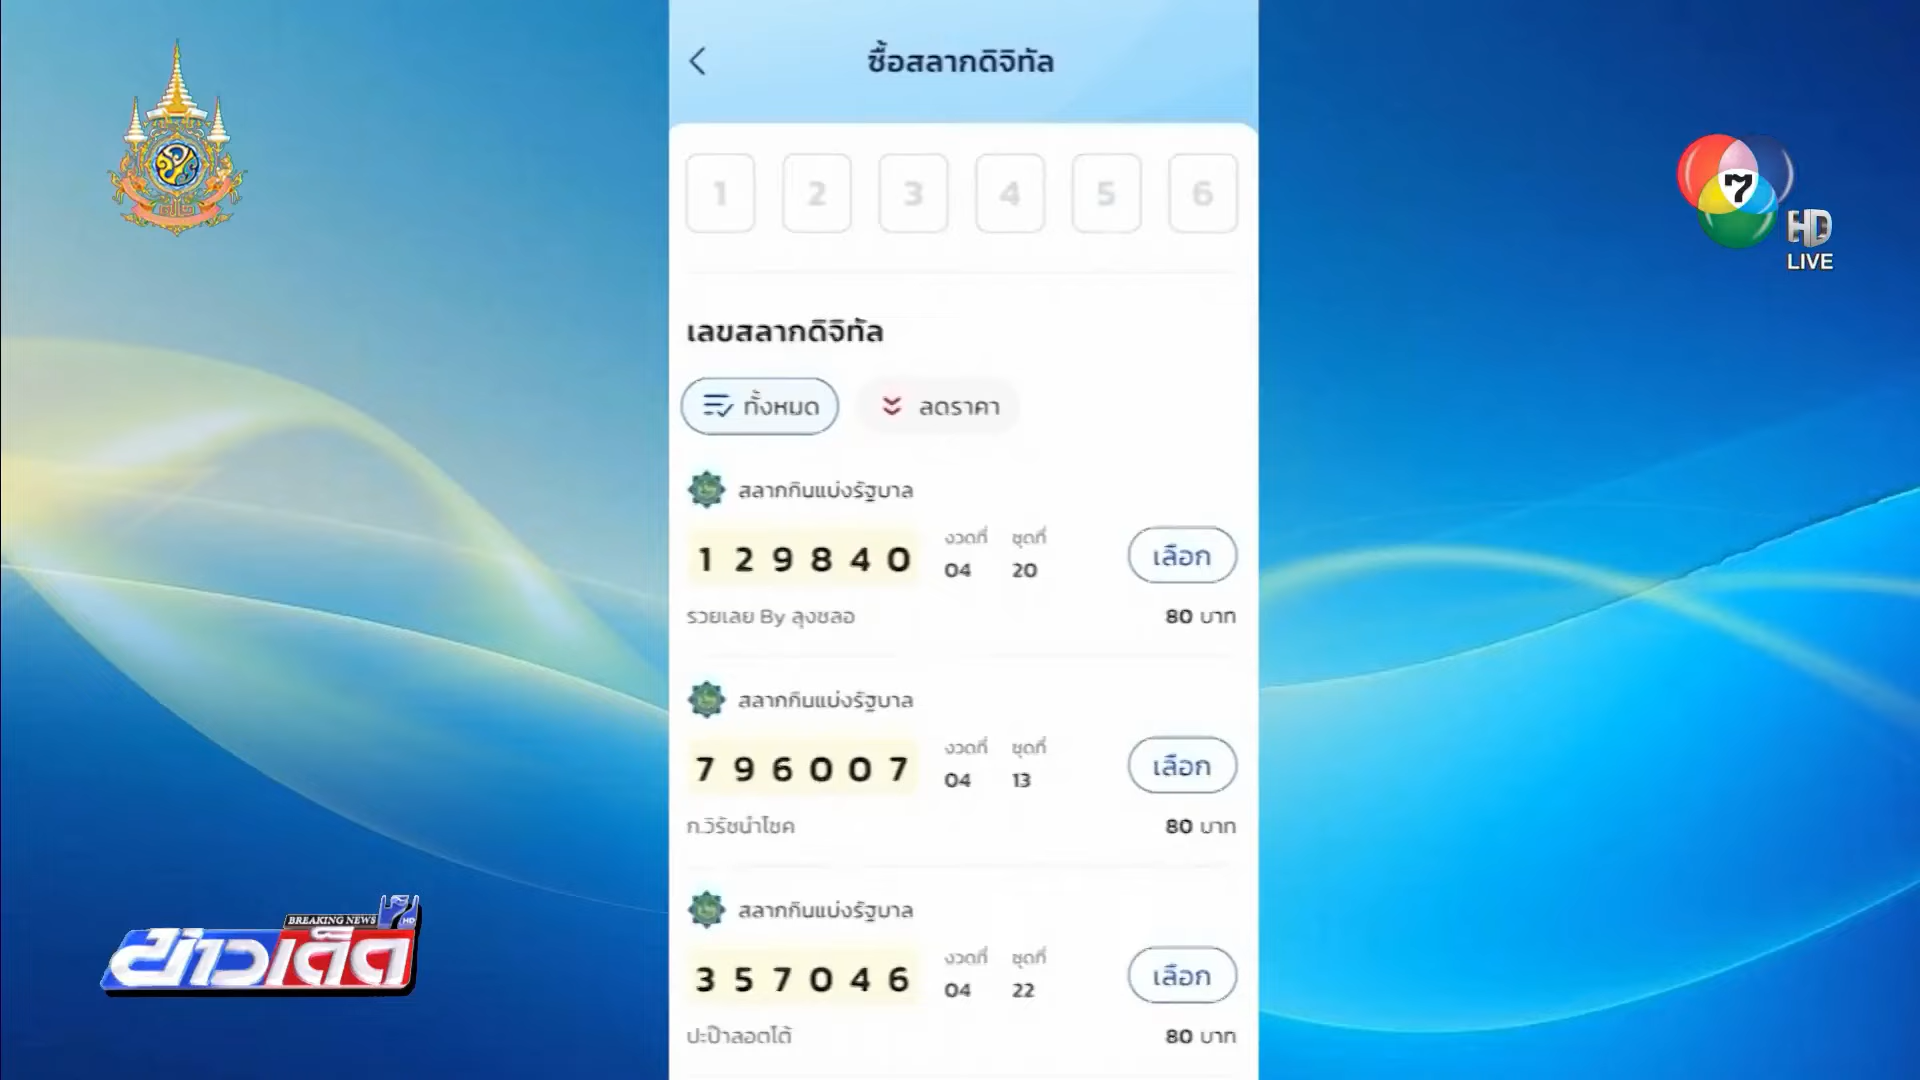 ซื้อสลากดิจิทัล
1 2 3 4 5 6
7
HD
LIVE
เลขสลากดิจิทัล
ทั้งหมด ลดราคา
สลากกินแบ่งรัฐบาล
งวดที่ ชุดที่
1 2 9 8 4 0 04 20 เลือก
รวยเลย By ลุงชลอ 80 บาท
สลากกินแบ่งรัฐบาล
งวดที่ ชุดที่
7 9 6 0 0 7 04 13 เลือก
ก.วิรัชนำโชค 80 บาท
สลากกินแบ่งรัฐบาล
งวดที่ ชุดที่
3 5 7 0 4 6 04 22 เลือก
ปะป๊าลอตโต้ 80 บาท
BREAKING NEWS 7 HD
ข่าวเด็ด